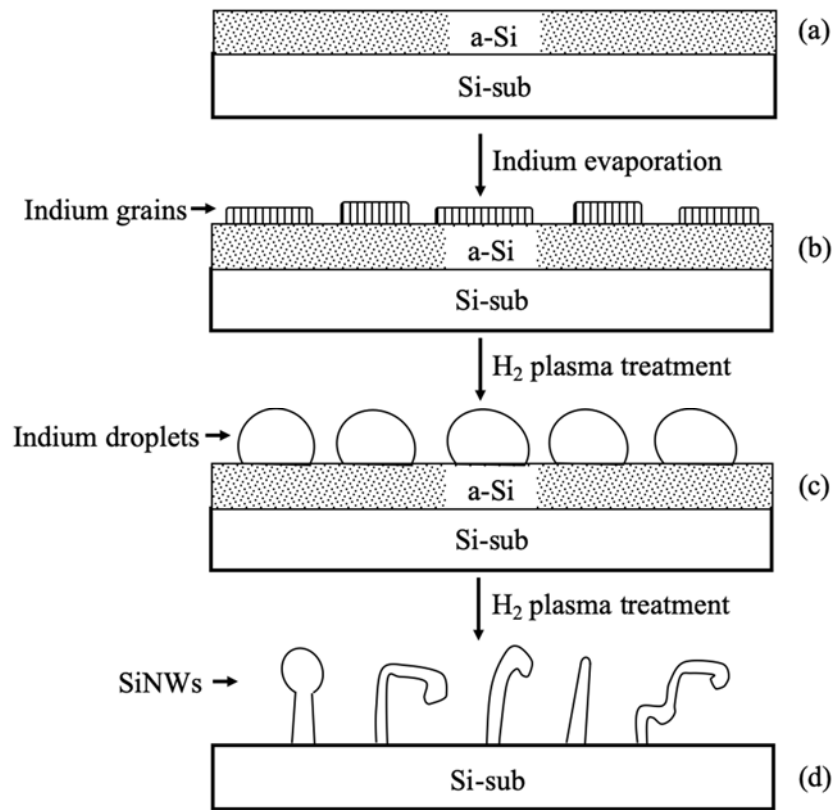 a-Si
(a)
Si-sub
Indium evaporation
Indium grains
a-Si
(b)
Si-sub
H₂ plasma treatment
Indium droplets
a-Si
(c)
Si-sub
H₂ plasma treatment
SiNWs
Si-sub
(d)